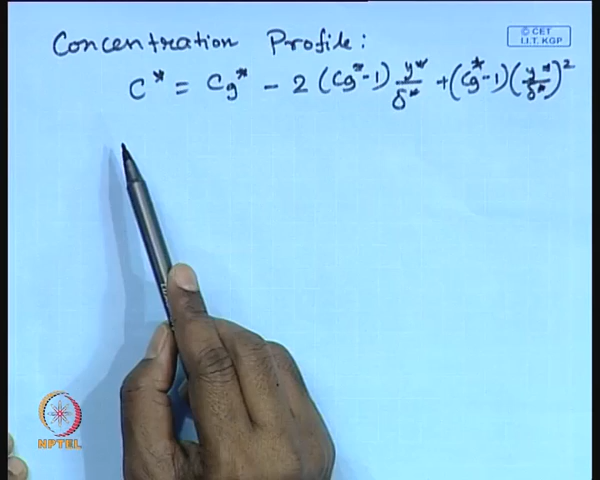 Concentration Profile :
© CET
I.I.T. KGP
C* = Cg* - 2 (Cg*-1) y*/δ* + (Cg*-1) (y*/δ*)²
NPTEL